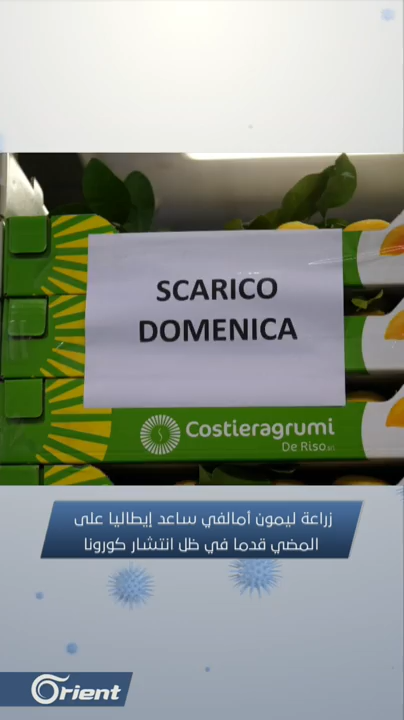 SCARICO
DOMENICA
Costieragrumi
De Riso
زراعة ليمون أمالفي ساعد إيطاليا على
المضي قدما في ظل انتشار كورونا
Orient